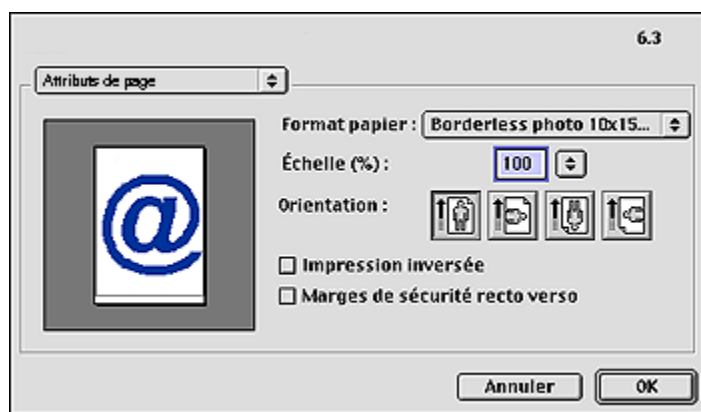 6.3
Attributs de page
Format papier : Borderless photo 10x15...
Échelle (%) : 100
Orientation :
@
Impression inversée
Marges de sécurité recto verso
Annuler OK